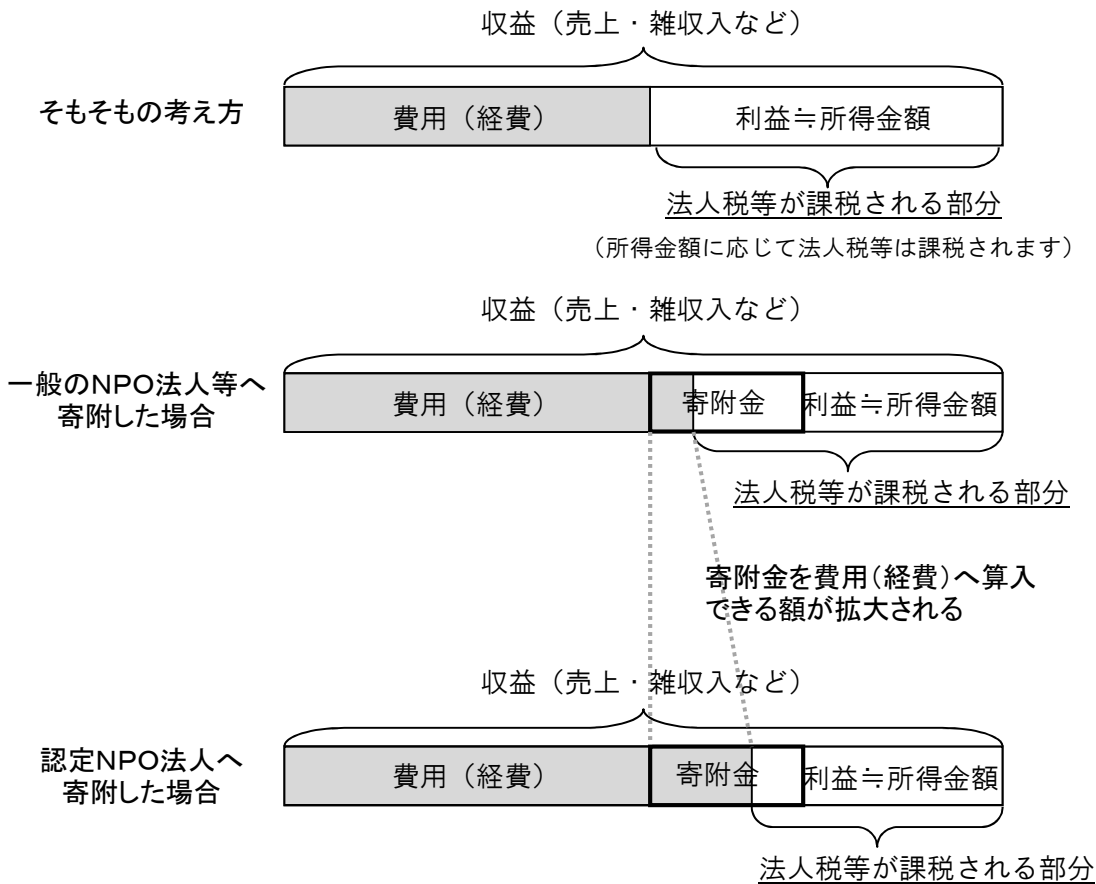 収益（売上・雑収入など）
そもそもの考え方
費用（経費）
利益≒所得金額
法人税等が課税される部分
（所得金額に応じて法人税等は課税されます）
収益（売上・雑収入など）
一般のNPO法人等へ
寄附した場合
費用（経費）
寄附金
利益≒所得金額
法人税等が課税される部分
寄附金を費用（経費）へ算入
できる額が拡大される
収益（売上・雑収入など）
認定NPO法人へ
寄附した場合
費用（経費）
寄附金
利益≒所得金額
法人税等が課税される部分